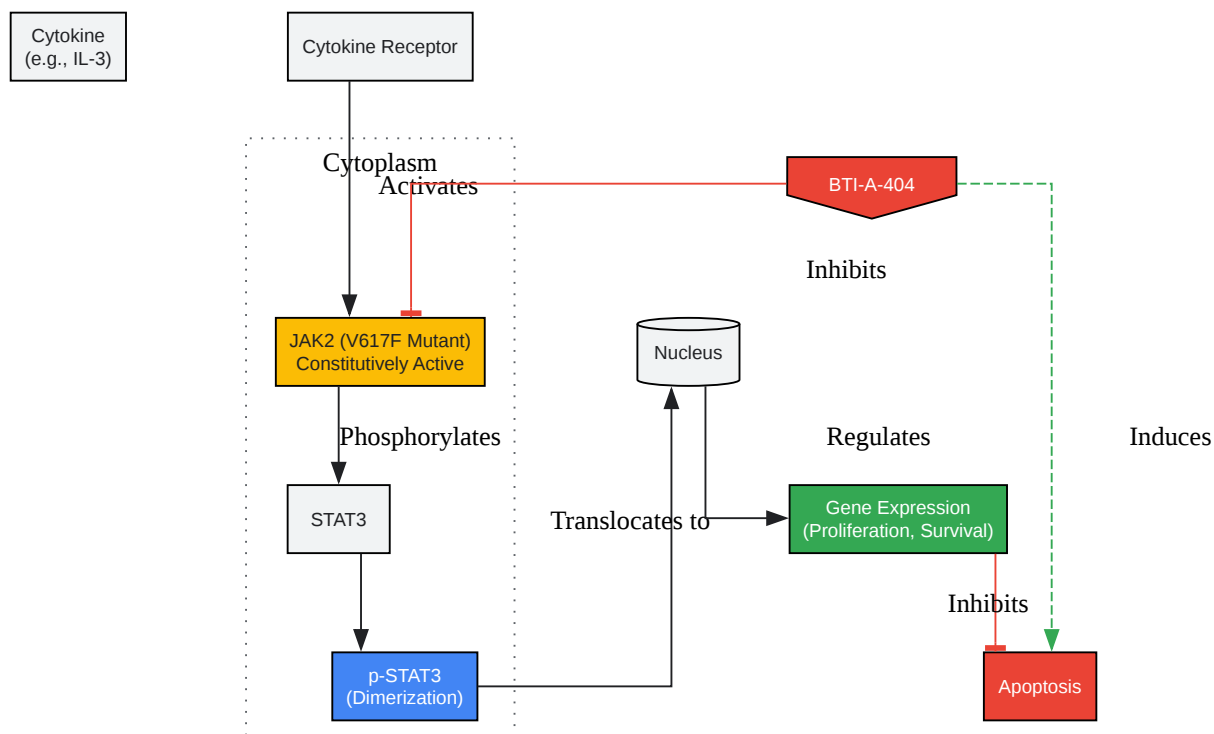 Cytokine
(e.g., IL-3)
Cytokine Receptor
Cytoplasm
Activates
BTI-A-404
Inhibits
JAK2 (V617F Mutant)
Constitutively Active
Nucleus
Phosphorylates
Regulates
Induces
STAT3
Translocates to
Gene Expression
(Proliferation, Survival)
Inhibits
p-STAT3
(Dimerization)
Apoptosis